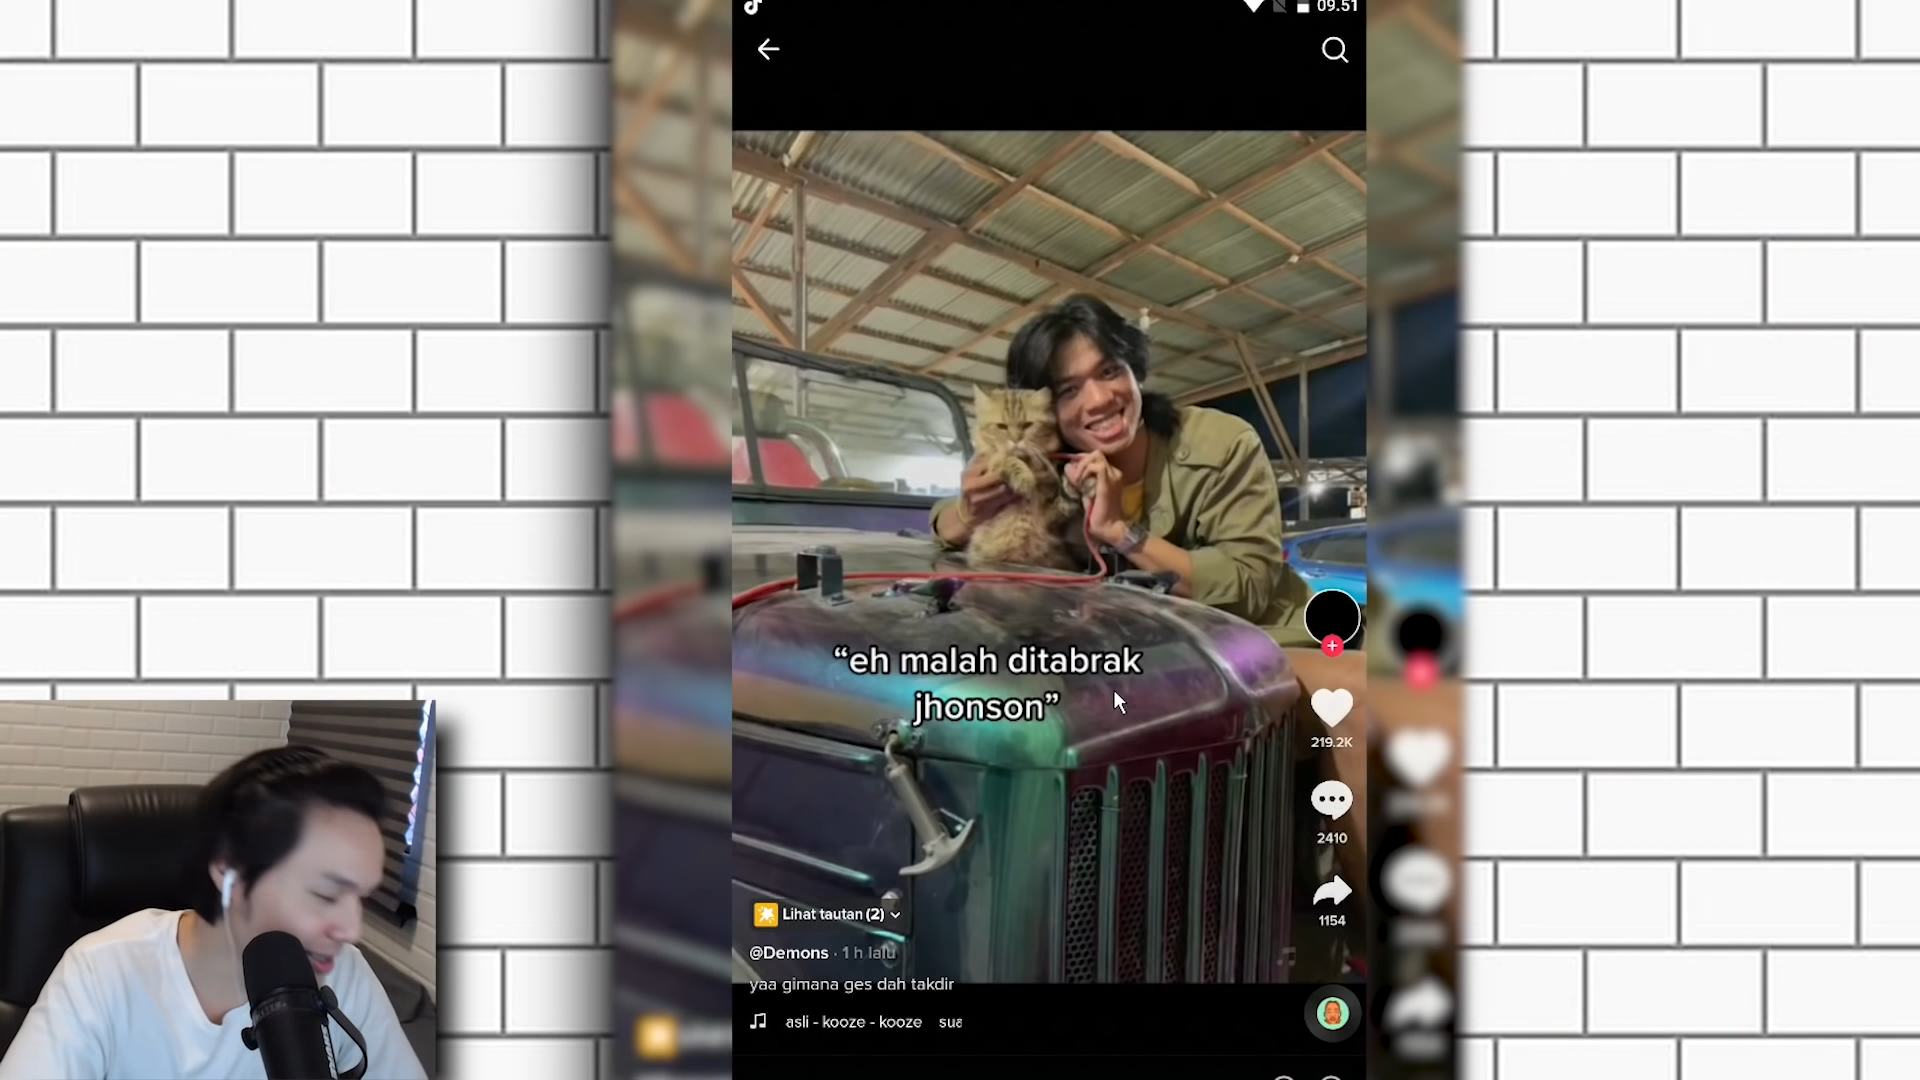 09.51
“eh malah ditabrak
jhonson”
219.2K
2410
1154
Lihat tautan (2)
@Demons · 1 h lalu
yaa gimana ges dah takdir
asli - kooze - kooze sua